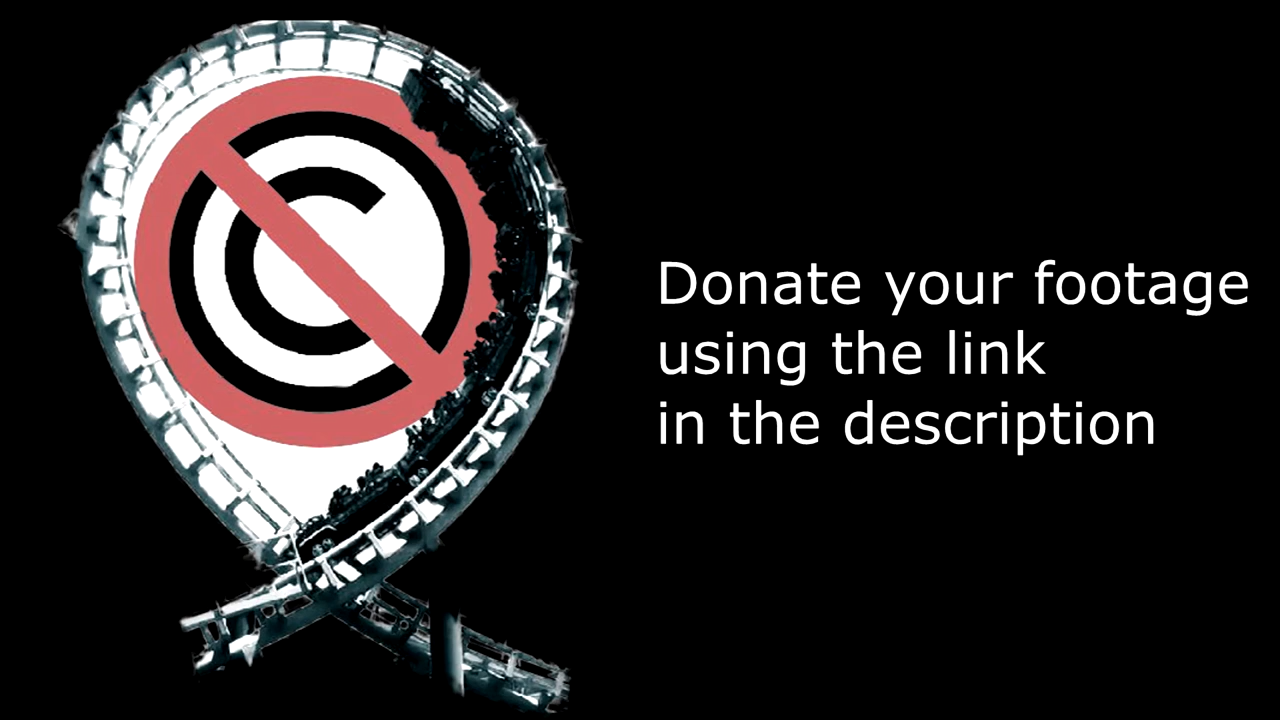 Donate your footage
using the link
in the description